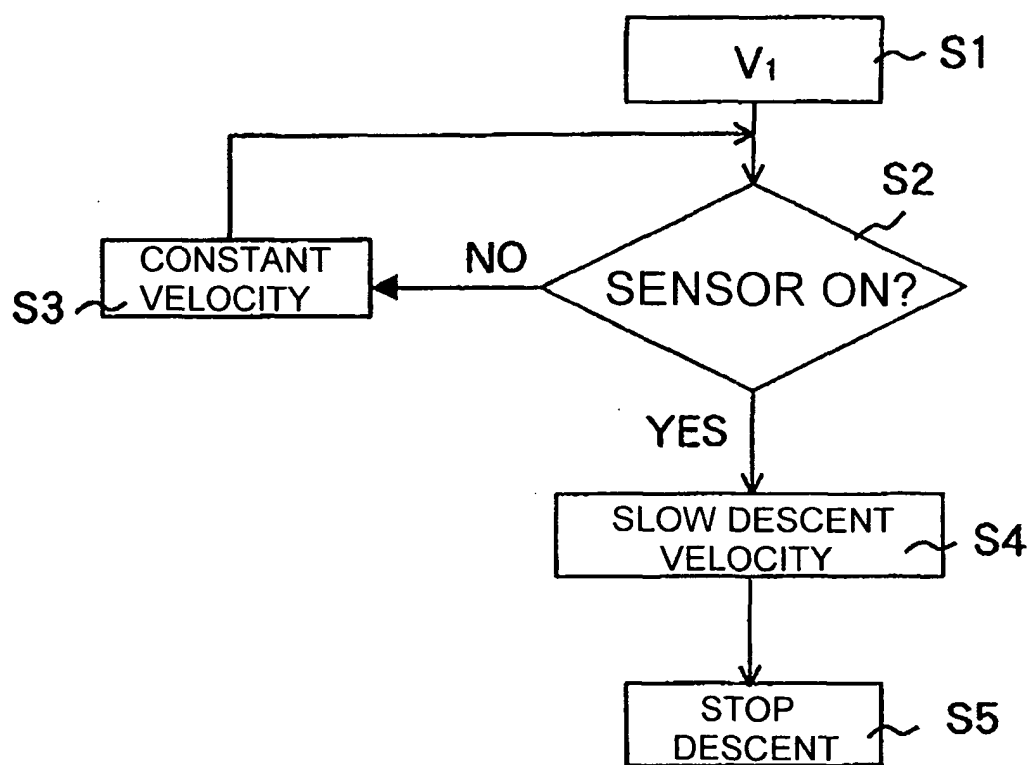 V₁
S1
S2
SENSOR ON?
NO
CONSTANT
VELOCITY
S3
YES
SLOW DESCENT
VELOCITY
S4
STOP
DESCENT
S5